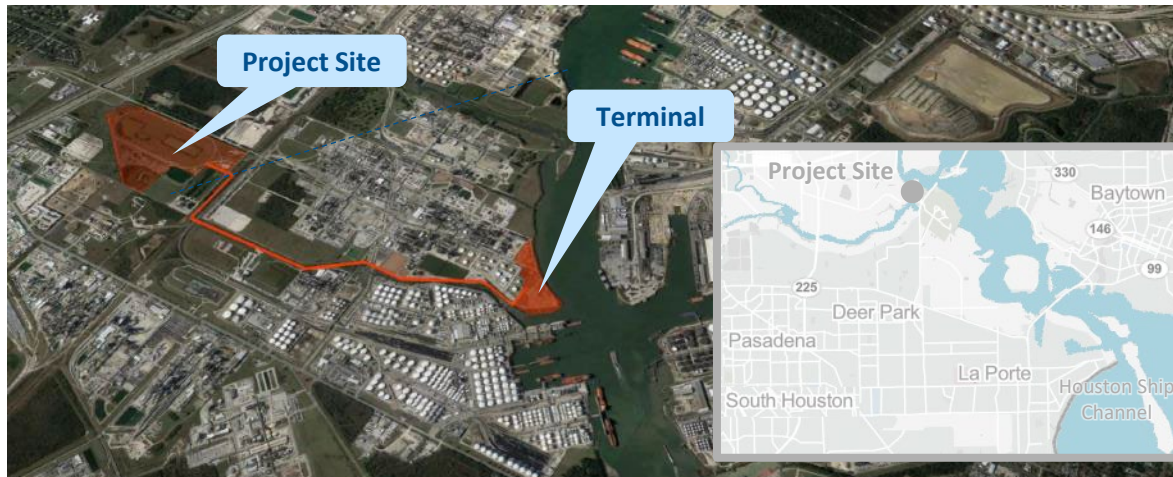 Project Site
Terminal
Project Site
330
Baytown
146
99
225
Deer Park
Pasadena
La Porte
South Houston
Houston Ship
Channel